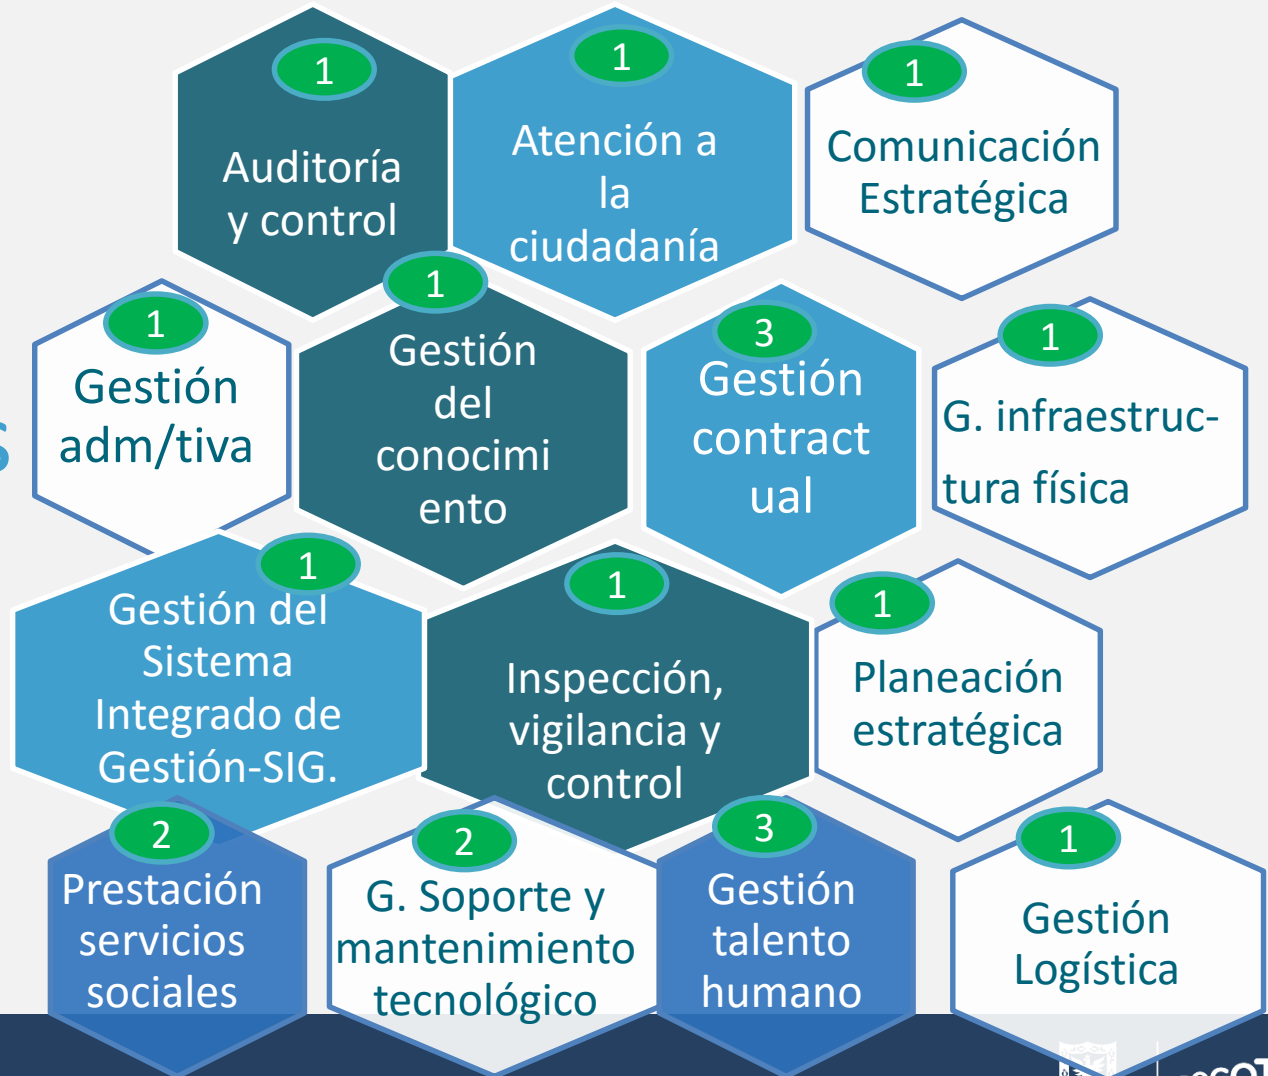 1
Auditoría
y control
1
Atención a
la
ciudadanía
1
Comunicación
Estratégica
1
Gestión
adm/tiva
1
Gestión
del
conocimi
ento
3
Gestión
contract
ual
1
G. infraestruc-
tura física
1
Gestión del
Sistema
Integrado de
Gestión-SIG.
1
Inspección,
vigilancia y
control
1
Planeación
estratégica
2
Prestación
servicios
sociales
2
G. Soporte y
mantenimiento
tecnológico
3
Gestión
talento
humano
1
Gestión
Logística